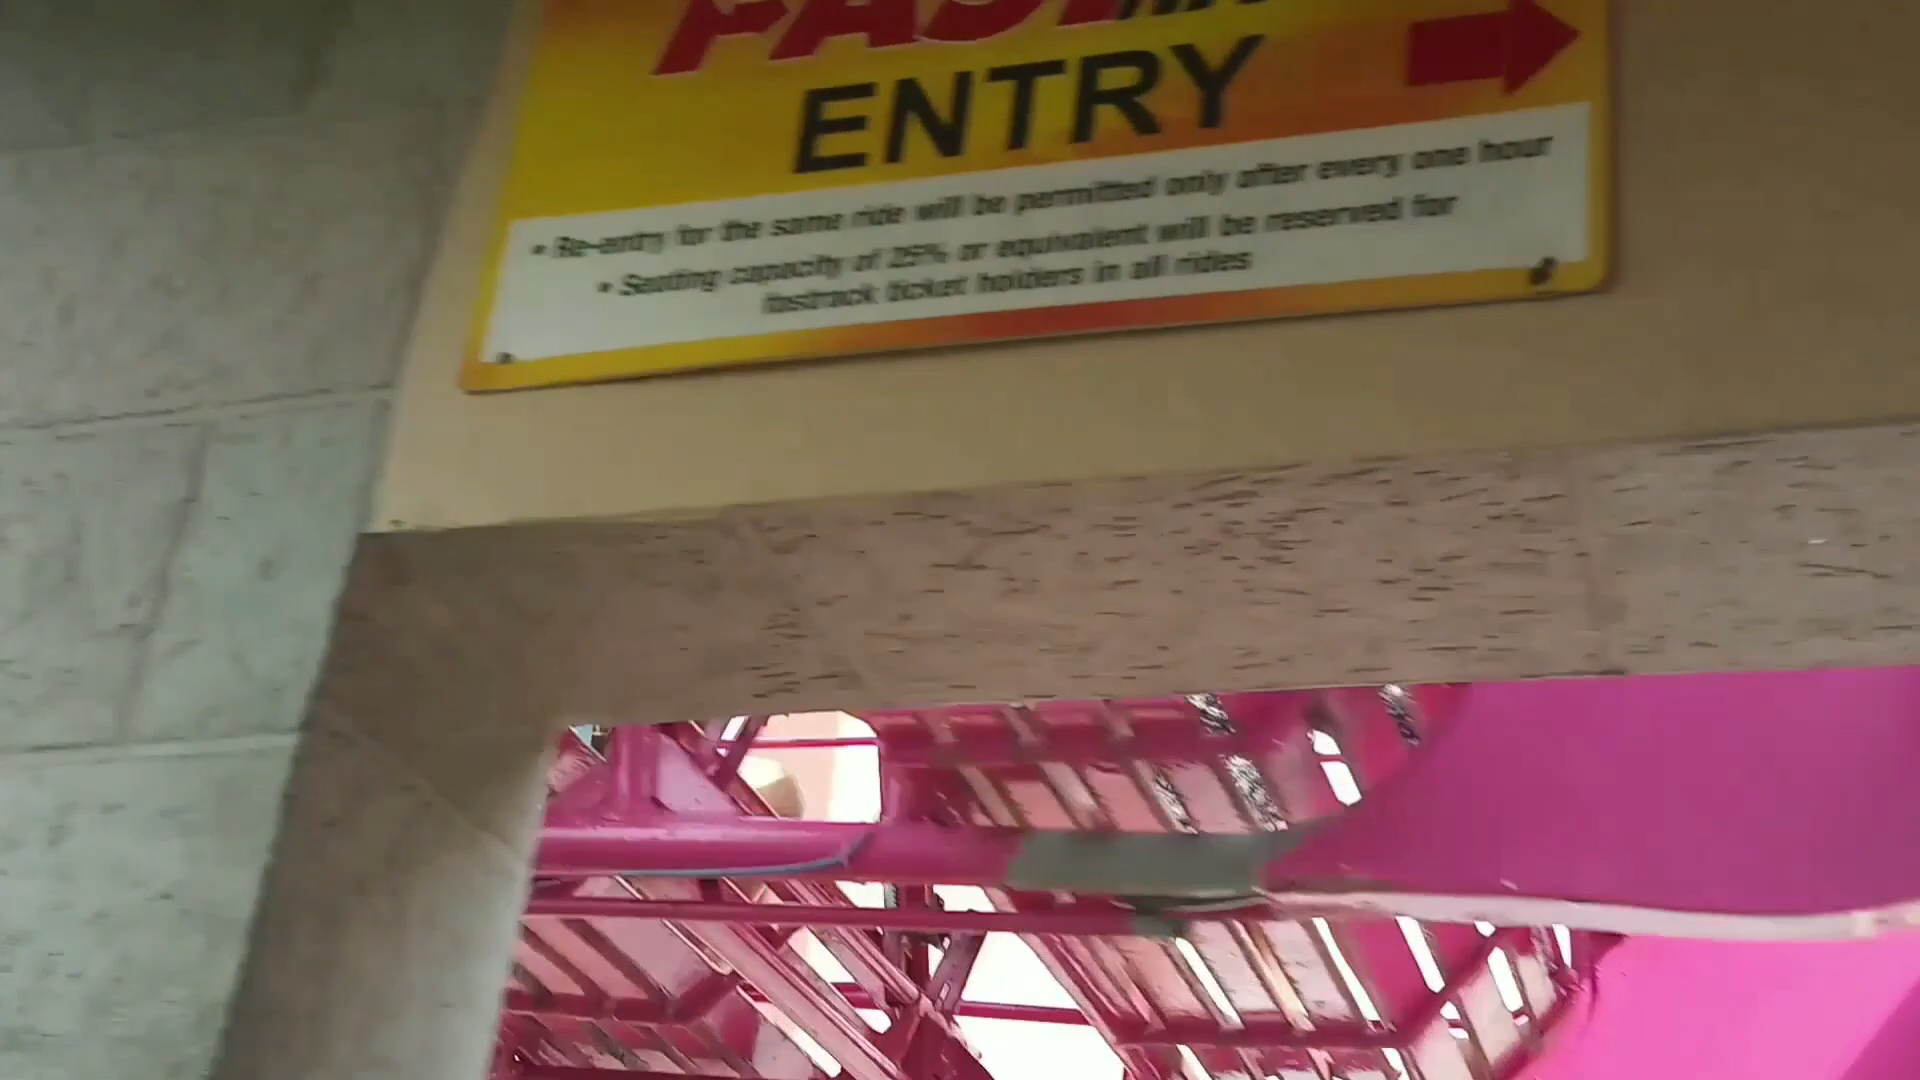 FAST
ENTRY
• Re-entry for the same ride will be permitted only after every one hour
• Seating capacity of 25% or equivalent will be reserved for
fastrack ticket holders in all rides